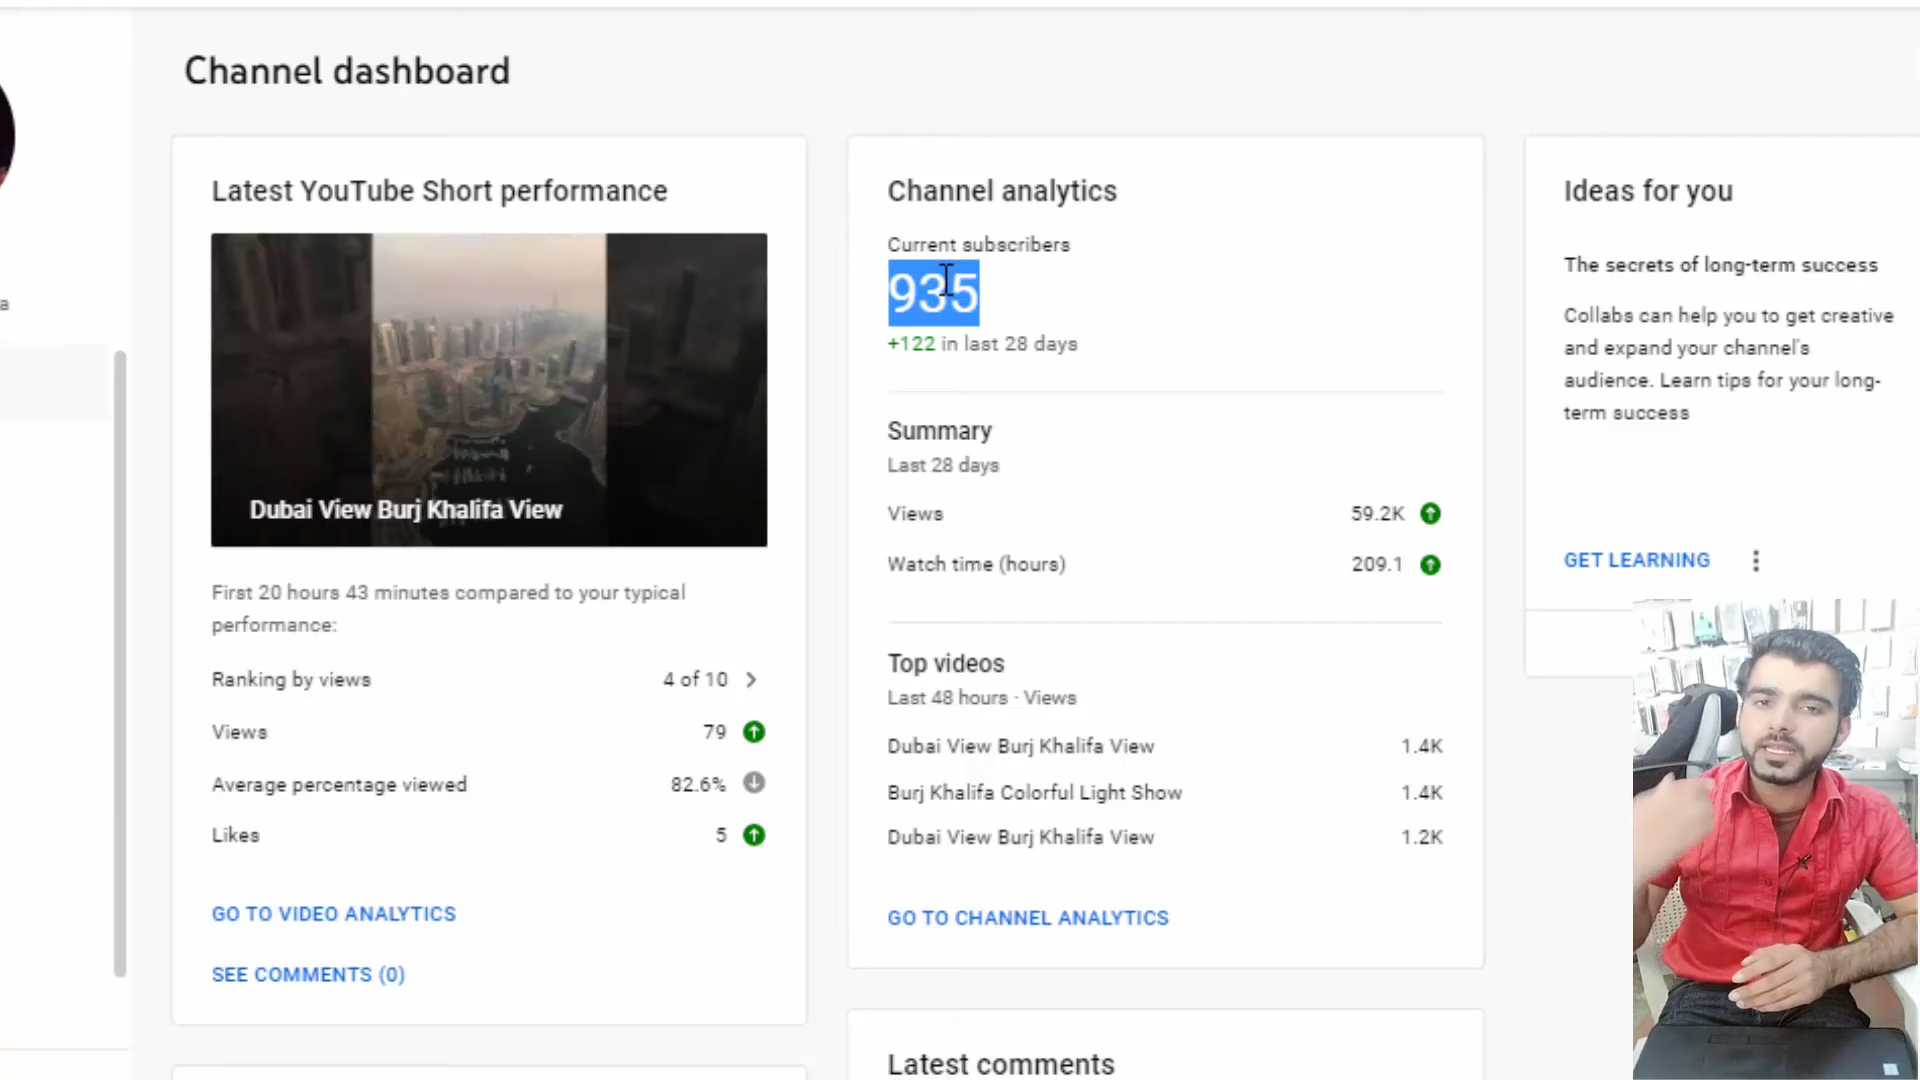 Channel dashboard
a
Latest YouTube Short performance
Dubai View Burj Khalifa View
First 20 hours 43 minutes compared to your typical
performance:
Ranking by views 4 of 10
Views 79
Average percentage viewed 82.6%
Likes 5
GO TO VIDEO ANALYTICS
SEE COMMENTS (0)
Channel analytics
Current subscribers
935
+122 in last 28 days
Summary
Last 28 days
Views 59.2K
Watch time (hours) 209.1
Top videos
Last 48 hours · Views
Dubai View Burj Khalifa View 1.4K
Burj Khalifa Colorful Light Show 1.4K
Dubai View Burj Khalifa View 1.2K
GO TO CHANNEL ANALYTICS
Latest comments
Ideas for you
The secrets of long-term success
Collabs can help you to get creative
and expand your channel's
audience. Learn tips for your long-
term success
GET LEARNING